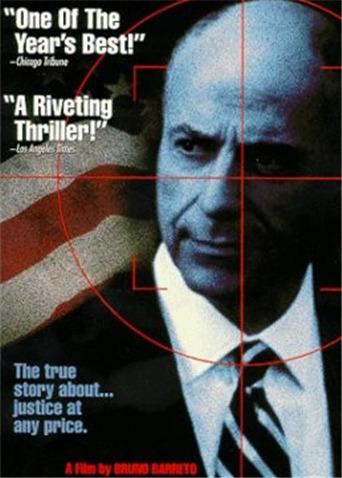 “One Of The
Year's Best!”
—Chicago Tribune
“A Riveting
Thriller!”
—Los Angeles Times
The true
story about...
justice at
any price.
A Film by BRUNO BARRETO